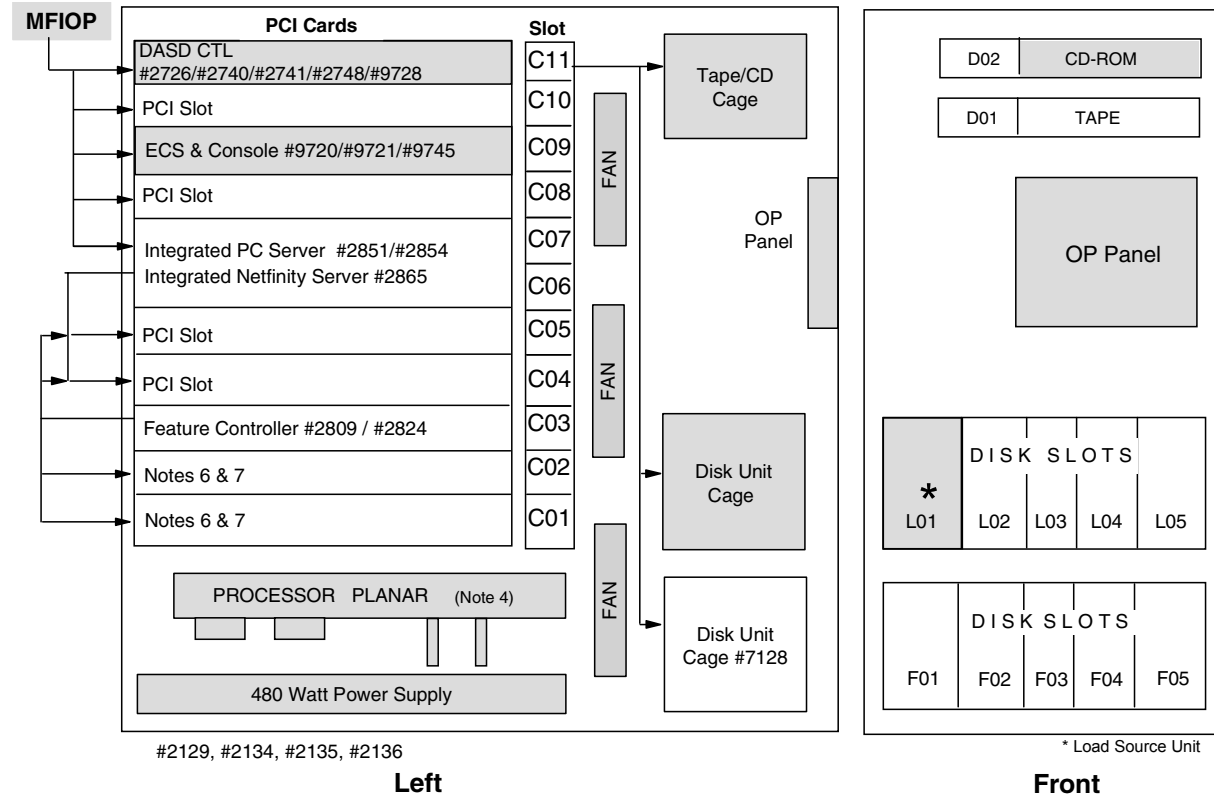 MFIOP
PCI Cards
Slot
DASD CTL
#2726/#2740/#2741/#2748/#9728
C11
PCI Slot
C10
ECS & Console #9720/#9721/#9745
C09
PCI Slot
C08
Integrated PC Server #2851/#2854
C07
Integrated Netfinity Server #2865
C06
PCI Slot
C05
PCI Slot
C04
Feature Controller #2809 / #2824
C03
Notes 6 & 7
C02
Notes 6 & 7
C01
FAN
FAN
FAN
Tape/CD
Cage
OP
Panel
Disk Unit
Cage
Disk Unit
Cage #7128
PROCESSOR PLANAR (Note 4)
480 Watt Power Supply
#2129, #2134, #2135, #2136
Left
D02 CD-ROM
D01 TAPE
OP Panel
DISK SLOTS
*
L01 L02 L03 L04 L05
DISK SLOTS
F01 F02 F03 F04 F05
* Load Source Unit
Front